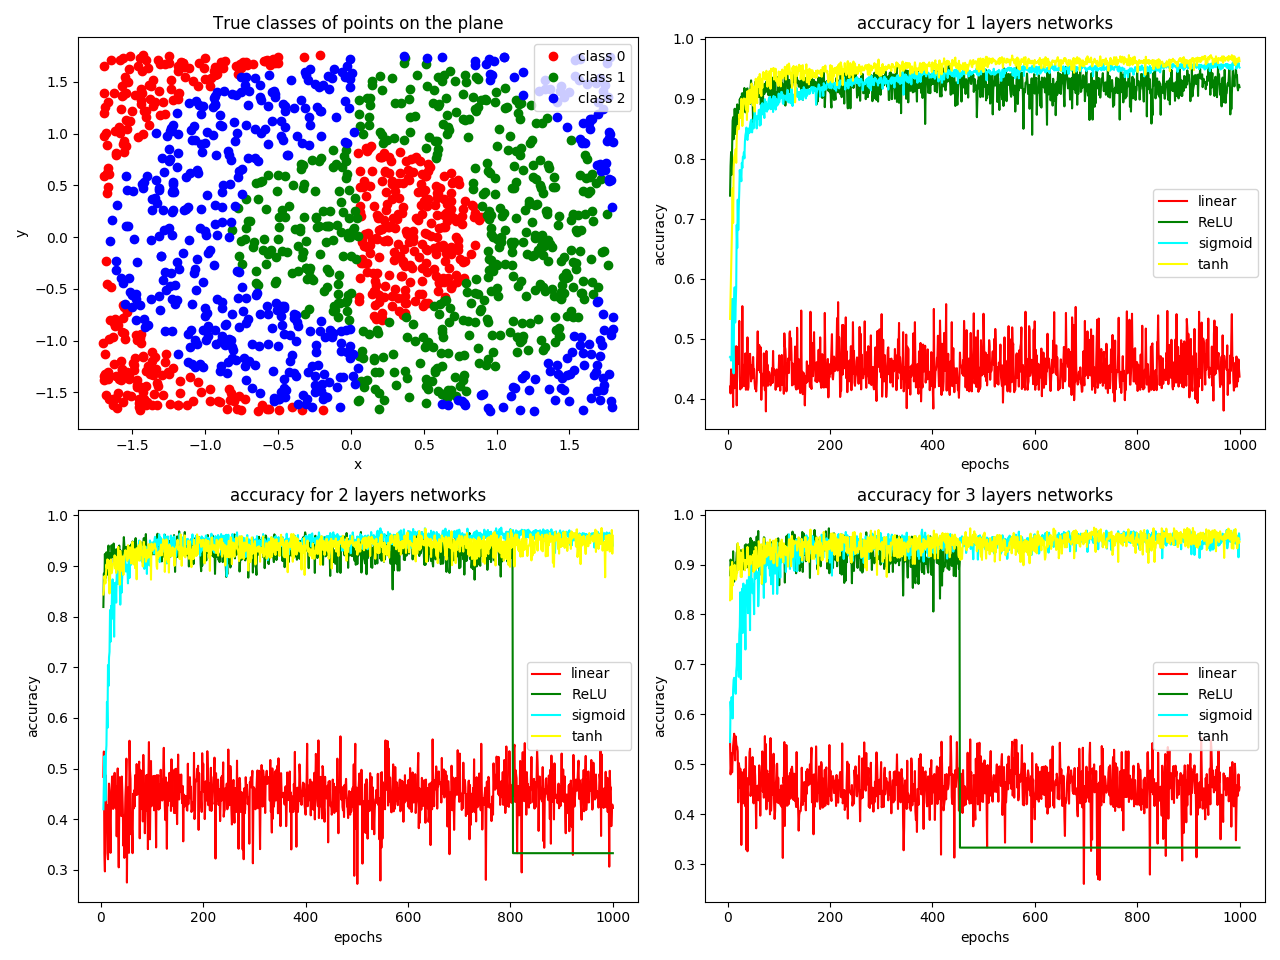 True classes of points on the plane
class 0
class 1
class 2
1.5
1.0
0.5
0.0
−0.5
−1.0
−1.5
y
−1.5
−1.0
−0.5
0.0
0.5
1.0
1.5
x
accuracy for 1 layers networks
1.0
0.9
0.8
0.7
0.6
0.5
0.4
accuracy
linear
ReLU
sigmoid
tanh
0
200
400
600
800
1000
epochs
accuracy for 2 layers networks
1.0
0.9
0.8
0.7
0.6
0.5
0.4
0.3
accuracy
linear
ReLU
sigmoid
tanh
0
200
400
600
800
1000
epochs
accuracy for 3 layers networks
1.0
0.9
0.8
0.7
0.6
0.5
0.4
0.3
accuracy
linear
ReLU
sigmoid
tanh
0
200
400
600
800
1000
epochs